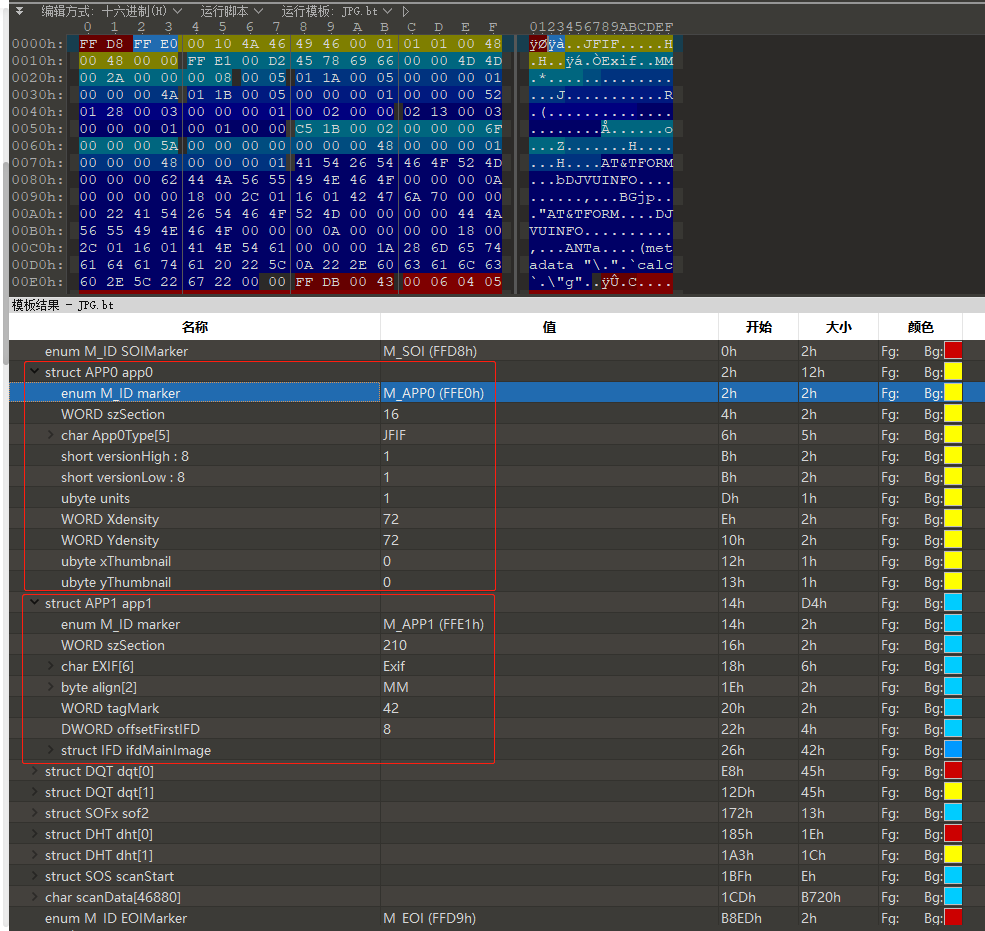 编辑方式: 十六进制(H) 运行脚本 运行模板: JPG.bt
0 1 2 3 4 5 6 7 8 9 A B C D E F 0123456789ABCDEF
0000h: FF D8 FF E0 00 10 4A 46 49 46 00 01 01 01 00 48 ÿØÿà..JFIF.....H
0010h: 00 48 00 00 FF E1 00 D2 45 78 69 66 00 00 4D 4D .H..ÿá.ÒExif..MM
0020h: 00 2A 00 00 00 08 00 05 01 1A 00 05 00 00 00 01 .*..............
0030h: 00 00 00 4A 01 1B 00 05 00 00 00 01 00 00 00 52 ...J...........R
0040h: 01 28 00 03 00 00 00 01 00 02 00 00 02 13 00 03 .(..............
0050h: 00 00 00 01 00 01 00 00 C5 1B 00 02 00 00 00 6F ........Å......o
0060h: 00 00 00 5A 00 00 00 00 00 00 00 48 00 00 00 01 ...Z.......H....
0070h: 00 00 00 48 00 00 00 01 41 54 26 54 46 4F 52 4D ...H....AT&TFORM
0080h: 00 00 00 62 44 4A 56 55 49 4E 46 4F 00 00 00 0A ...bDJVUINFO....
0090h: 00 00 00 00 18 00 2C 01 16 01 42 47 6A 70 00 00 ......,...BGjp..
00A0h: 00 22 41 54 26 54 46 4F 52 4D 00 00 00 00 44 4A ."AT&TFORM....DJ
00B0h: 56 55 49 4E 46 4F 00 00 00 0A 00 00 00 00 18 00 VUINFO..........
00C0h: 2C 01 16 01 41 4E 54 61 00 00 00 1A 28 6D 65 74 ,...ANTa....(met
00D0h: 61 64 61 74 61 20 22 5C 0A 22 2E 60 63 61 6C 63 adata "\.".`calc
00E0h: 60 2E 5C 22 67 22 00 00 FF DB 00 43 00 06 04 05 `.\"g"..ÿÛ.C....
模板结果 - JPG.bt
名称 值 开始 大小 颜色
enum M_ID SOIMarker M_SOI (FFD8h) 0h 2h Fg: Bg:
struct APP0 app0 2h 12h Fg: Bg:
enum M_ID marker M_APP0 (FFE0h) 2h 2h Fg: Bg:
WORD szSection 16 4h 2h Fg: Bg:
char App0Type[5] JFIF 6h 5h Fg: Bg:
short versionHigh : 8 1 Bh 2h Fg: Bg:
short versionLow : 8 1 Bh 2h Fg: Bg:
ubyte units 1 Dh 1h Fg: Bg:
WORD Xdensity 72 Eh 2h Fg: Bg:
WORD Ydensity 72 10h 2h Fg: Bg:
ubyte xThumbnail 0 12h 1h Fg: Bg:
ubyte yThumbnail 0 13h 1h Fg: Bg:
struct APP1 app1 14h D4h Fg: Bg:
enum M_ID marker M_APP1 (FFE1h) 14h 2h Fg: Bg:
WORD szSection 210 16h 2h Fg: Bg:
char EXIF[6] Exif 18h 6h Fg: Bg:
byte align[2] MM 1Eh 2h Fg: Bg:
WORD tagMark 42 20h 2h Fg: Bg:
DWORD offsetFirstIFD 8 22h 4h Fg: Bg:
struct IFD ifdMainImage 26h 42h Fg: Bg:
struct DQT dqt[0] E8h 45h Fg: Bg:
struct DQT dqt[1] 12Dh 45h Fg: Bg:
struct SOFx sof2 172h 13h Fg: Bg:
struct DHT dht[0] 185h 1Eh Fg: Bg:
struct DHT dht[1] 1A3h 1Ch Fg: Bg:
struct SOS scanStart 1BFh Eh Fg: Bg:
char scanData[46880] 1CDh B720h Fg: Bg:
enum M_ID EOIMarker M_EOI (FFD9h) B8EDh 2h Fg: Bg: